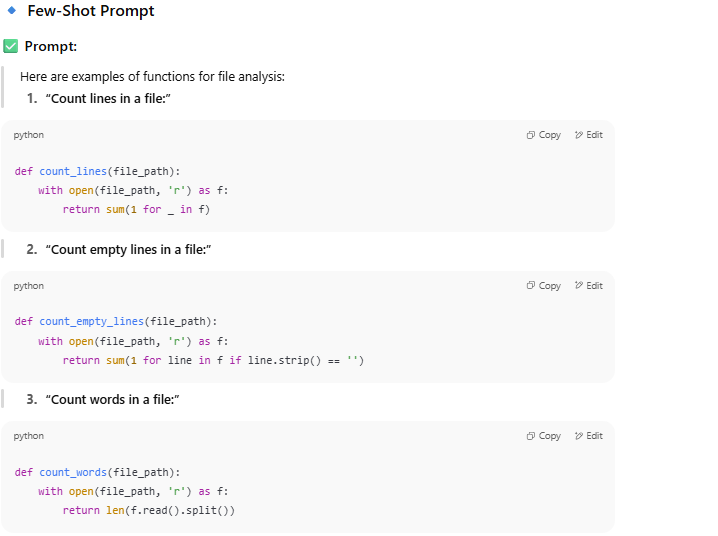 Few-Shot Prompt
Prompt:
Here are examples of functions for file analysis:
1. “Count lines in a file:”
python Copy Edit
def count_lines(file_path):
    with open(file_path, 'r') as f:
        return sum(1 for _ in f)
2. “Count empty lines in a file:”
python Copy Edit
def count_empty_lines(file_path):
    with open(file_path, 'r') as f:
        return sum(1 for line in f if line.strip() == '')
3. “Count words in a file:”
python Copy Edit
def count_words(file_path):
    with open(file_path, 'r') as f:
        return len(f.read().split())